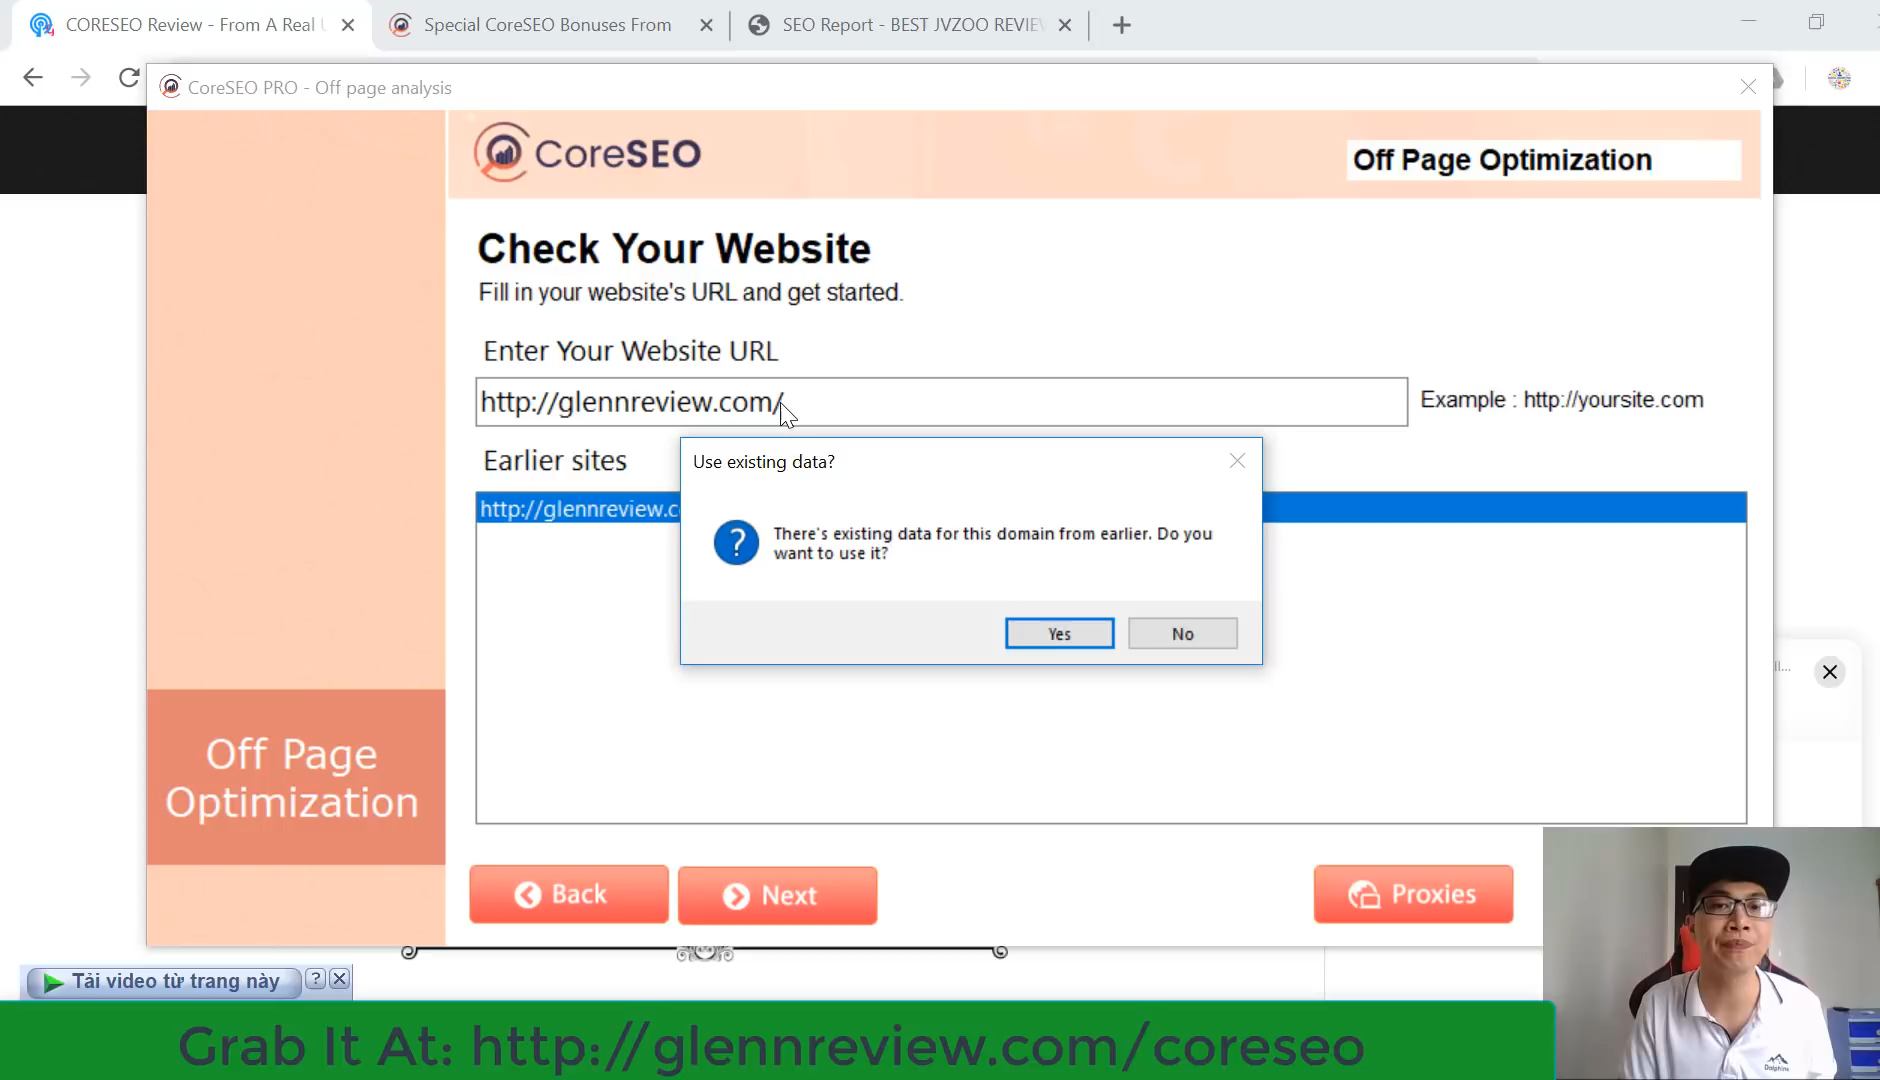 CORESEO Review - From A Real
Special CoreSEO Bonuses From
SEO Report - BEST JVZOO REVIE
CoreSEO PRO - Off page analysis
CoreSEO
Off Page Optimization
Check Your Website
Fill in your website's URL and get started.
Enter Your Website URL
http://glennreview.com/
Example : http://yoursite.com
Earlier sites
http://glennreview.c
Use existing data?
There's existing data for this domain from earlier. Do you
want to use it?
Yes
No
Off Page
Optimization
Back
Next
Proxies
Tải video từ trang này
?
Grab It At: http://glennreview.com/coreseo
Dolphins